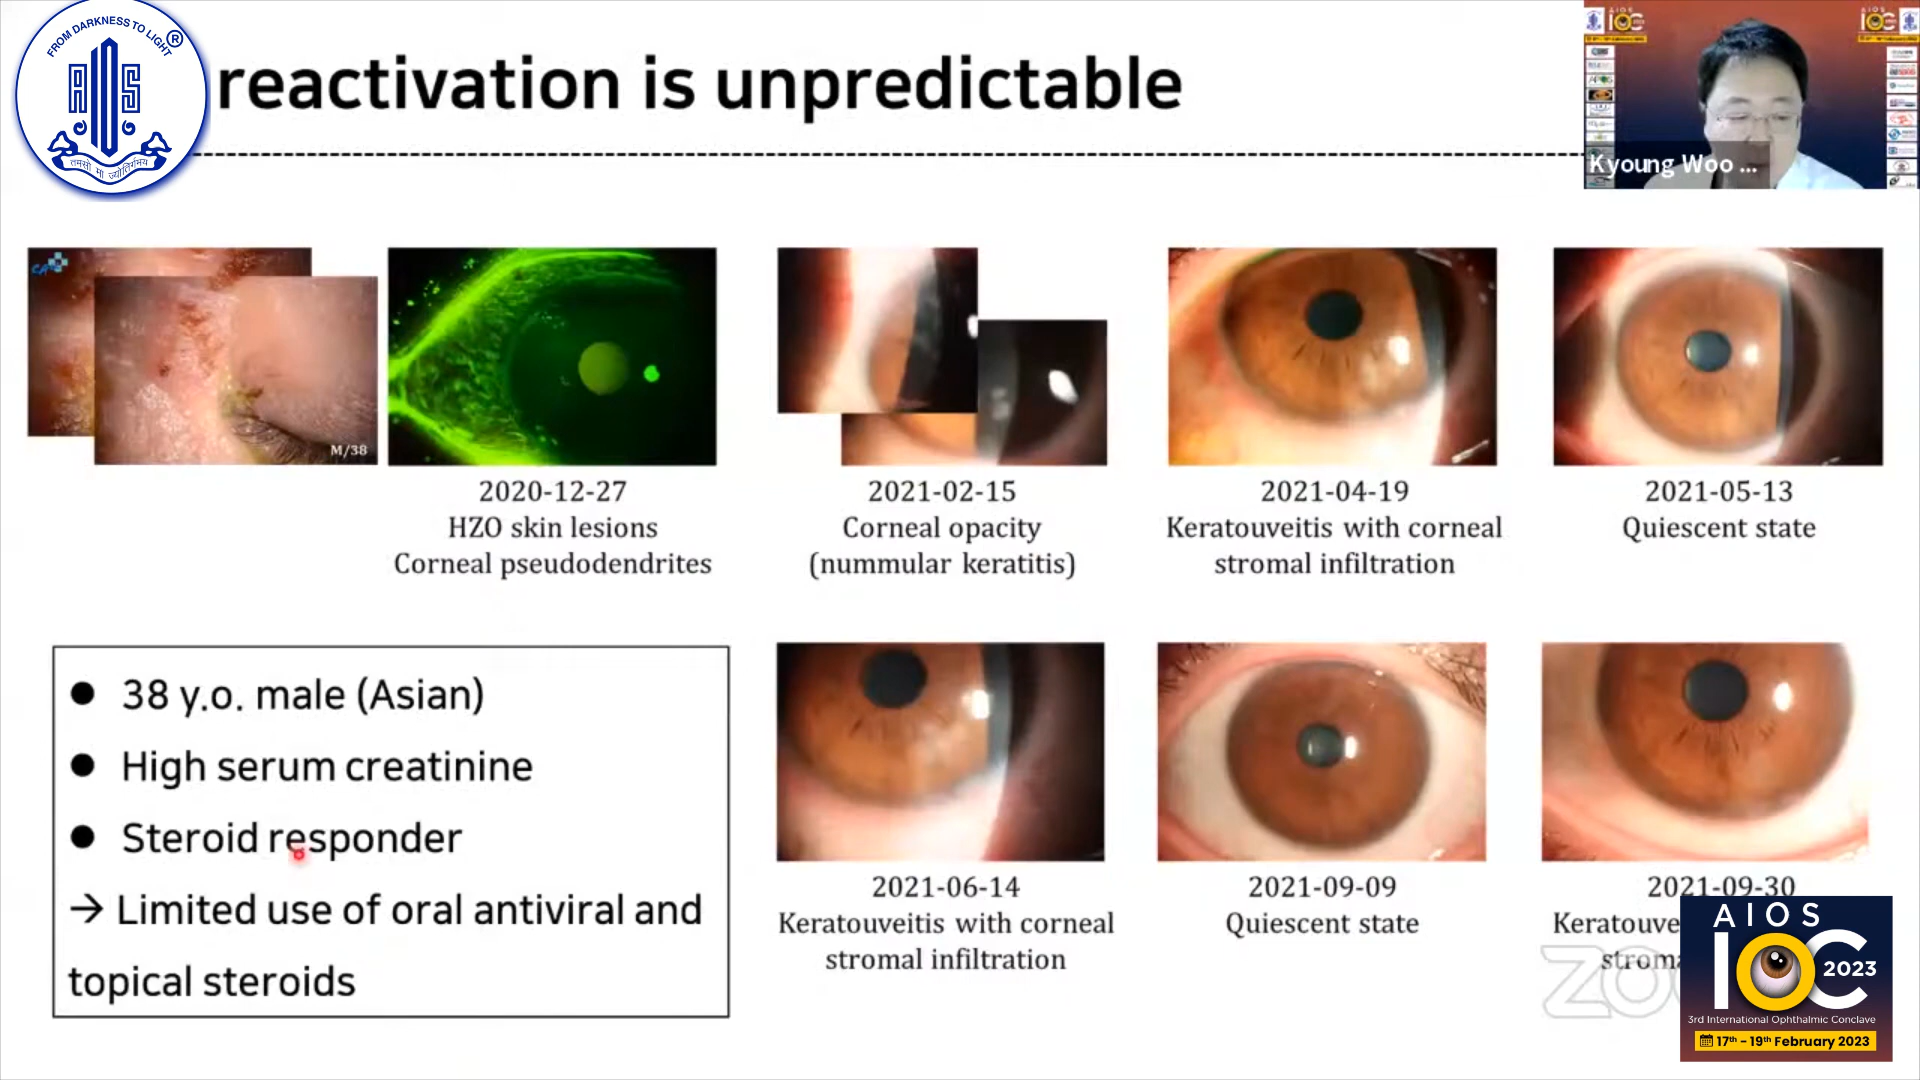 FROM DARKNESS TO LIGHT
®
तमसो मा ज्योतिर्गमय
reactivation is unpredictable
AIOS
Kyoung Woo ...
M/38
2020-12-27
HZO skin lesions
Corneal pseudodendrites
2021-02-15
Corneal opacity
(nummular keratitis)
2021-04-19
Keratouveitis with corneal
stromal infiltration
2021-05-13
Quiescent state
● 38 y.o. male (Asian)
● High serum creatinine
● Steroid responder
→ Limited use of oral antiviral and
topical steroids
2021-06-14
Keratouveitis with corneal
stromal infiltration
2021-09-09
Quiescent state
2021-09-30
Keratouve
stroma
zo
AIOS
IOC
2023
3rd International Ophthalmic Conclave
17th - 19th February 2023